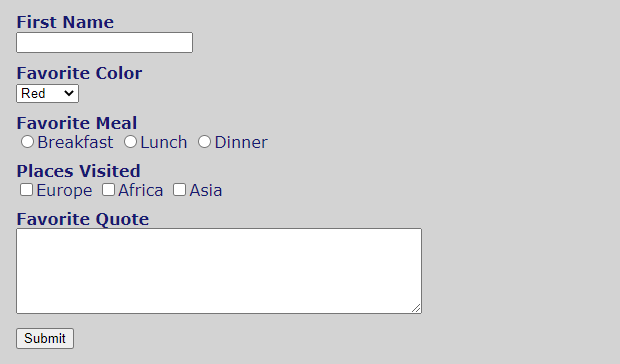 First Name
Favorite Color
Red
Favorite Meal
Breakfast Lunch Dinner
Places Visited
Europe Africa Asia
Favorite Quote
Submit